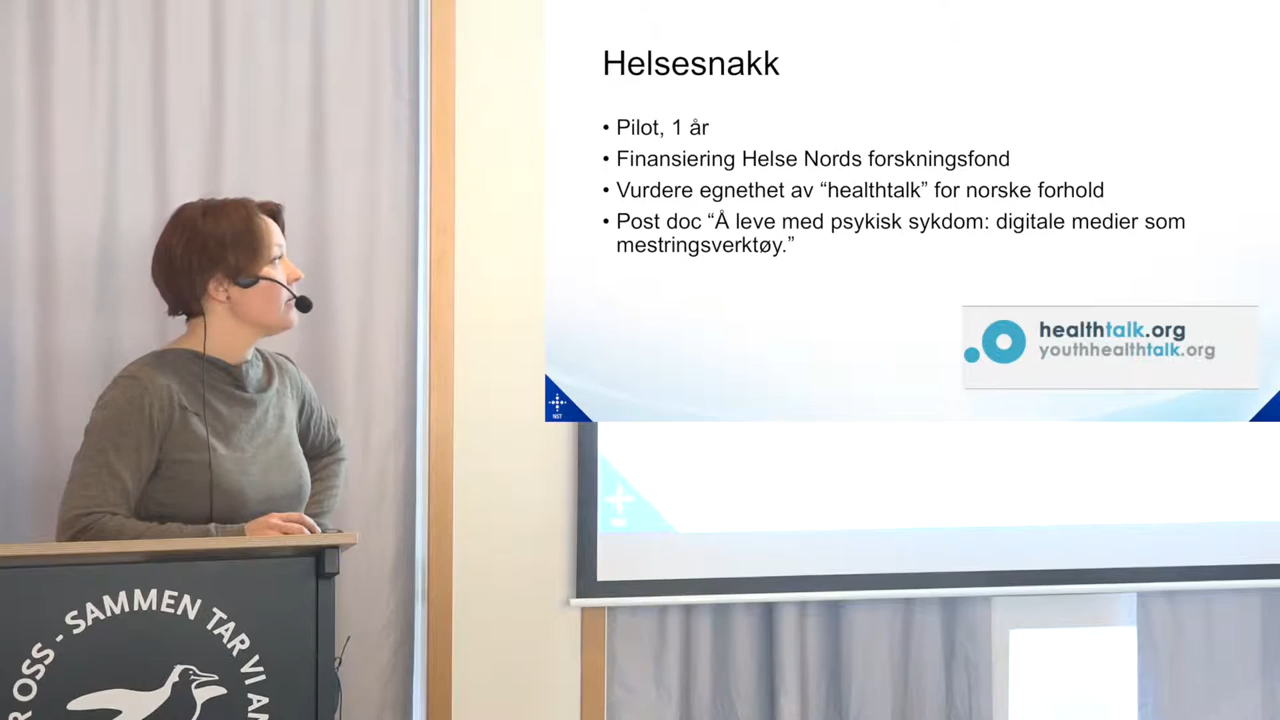 Helsesnakk
• Pilot, 1 år
• Finansiering Helse Nords forskningsfond
• Vurdere egnethet av “healthtalk” for norske forhold
• Post doc “Å leve med psykisk sykdom: digitale medier som
mestringsverktøy.”
healthtalk.org
youthhealthtalk.org
NST
OSS - SAMMEN TAR VI